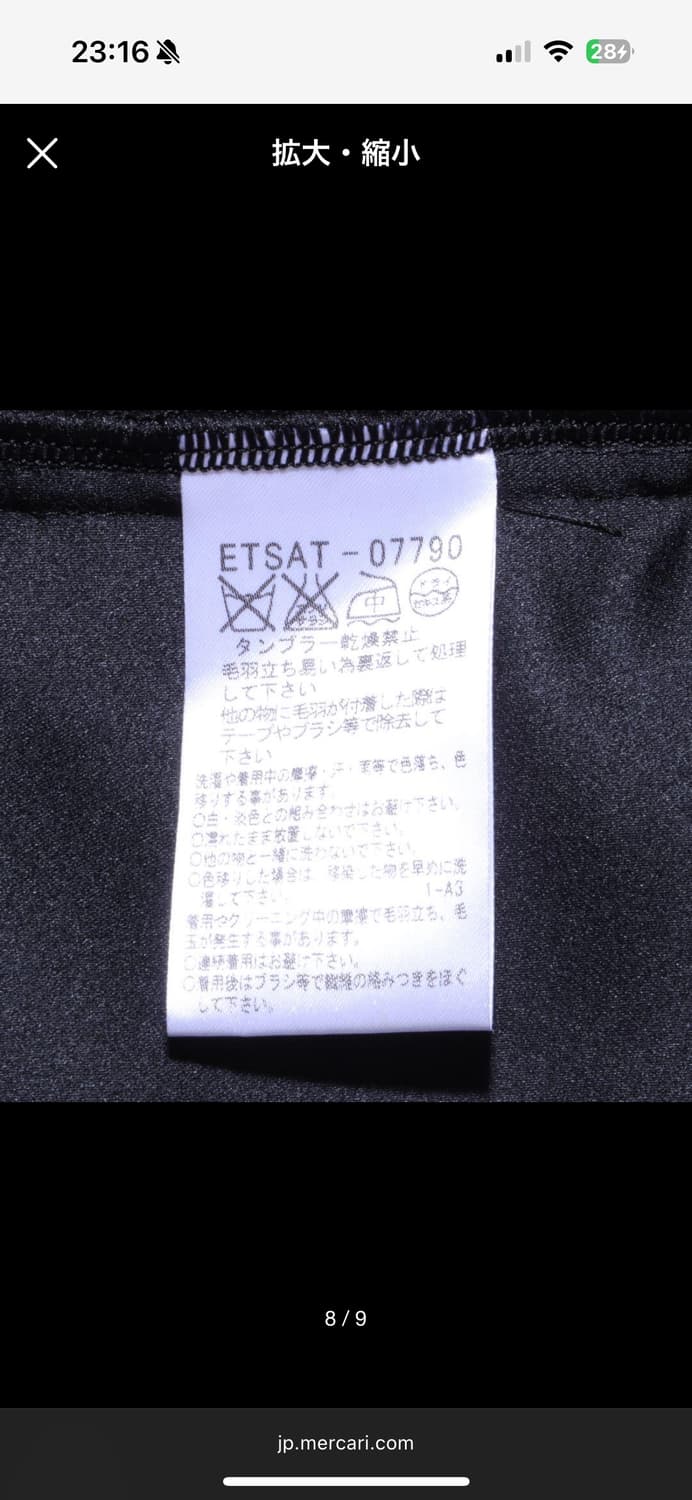 23:16
28
拡大・縮小
ETSAT-07790
中
ドライ
セキユ系
タンブラー乾燥禁止
毛羽立ち易い為裏返しで処理
して下さい
他の物に毛羽が付着した際は
テープやブラシ等で除去して
下さい
洗濯や着用中の摩擦・汗・雨等で色落ち、色
移りする事があります
○白・淡色との組み合わせはお避け下さい。
○濡れたまま放置しないで下さい。
○他の物と一緒に洗わないで下さい。
○色移りした場合は、移染した物を早めに洗
濯して下さい。 1-A3
着用やクリーニング中の摩擦で毛羽立ち、毛
玉が発生する事があります。
○連続着用はお避け下さい。
○着用後はブラシ等で繊維の絡みつきをほぐ
して下さい。
8 / 9
jp.mercari.com